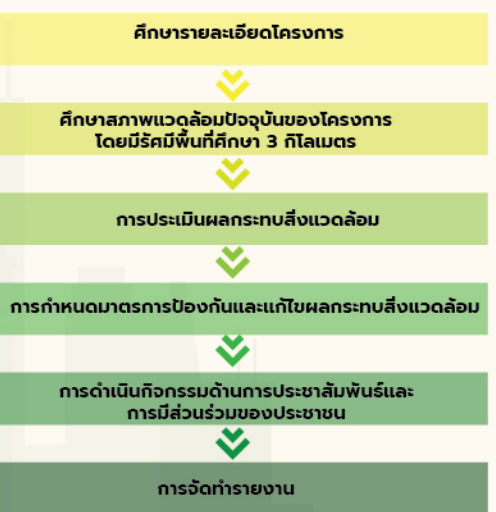 ศึกษารายละเอียดโครงการ
ศึกษาสภาพแวดล้อมปัจจุบันของโครงการ
โดยมีรัศมีพื้นที่ศึกษา 3 กิโลเมตร
การประเมินผลกระทบสิ่งแวดล้อม
การกำหนดมาตรการป้องกันและแก้ไขผลกระทบสิ่งแวดล้อม
การดำเนินกิจกรรมด้านการประชาสัมพันธ์และ
การมีส่วนร่วมของประชาชน
การจัดทำรายงาน